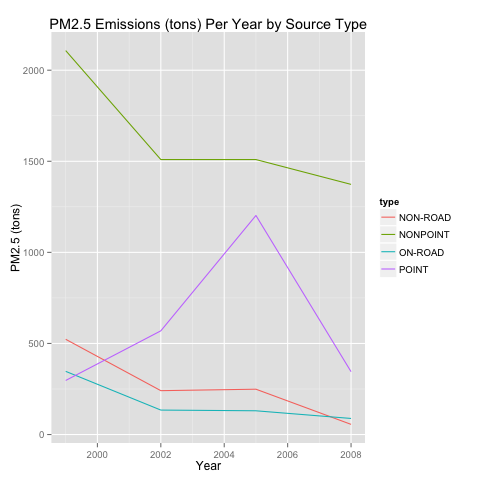 PM2.5 Emissions (tons) Per Year by Source Type
2000
1500
1000
500
0
PM2.5 (tons)
2000 2002 2004 2006 2008
Year
type
NON-ROAD
NONPOINT
ON-ROAD
POINT